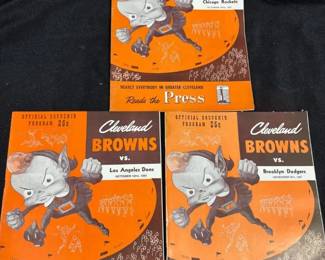 Chicago Rockets
NEARLY EVERYBODY IN GREATER CLEVELAND
Reads the Press
OFFICIAL SOUVENIR
PROGRAM 25¢
Cleveland
BROWNS
VS.
Los Angeles Dons
OFFICIAL SOUVENIR
PROGRAM 25¢
Cleveland
BROWNS
VS.
Brooklyn Dodgers